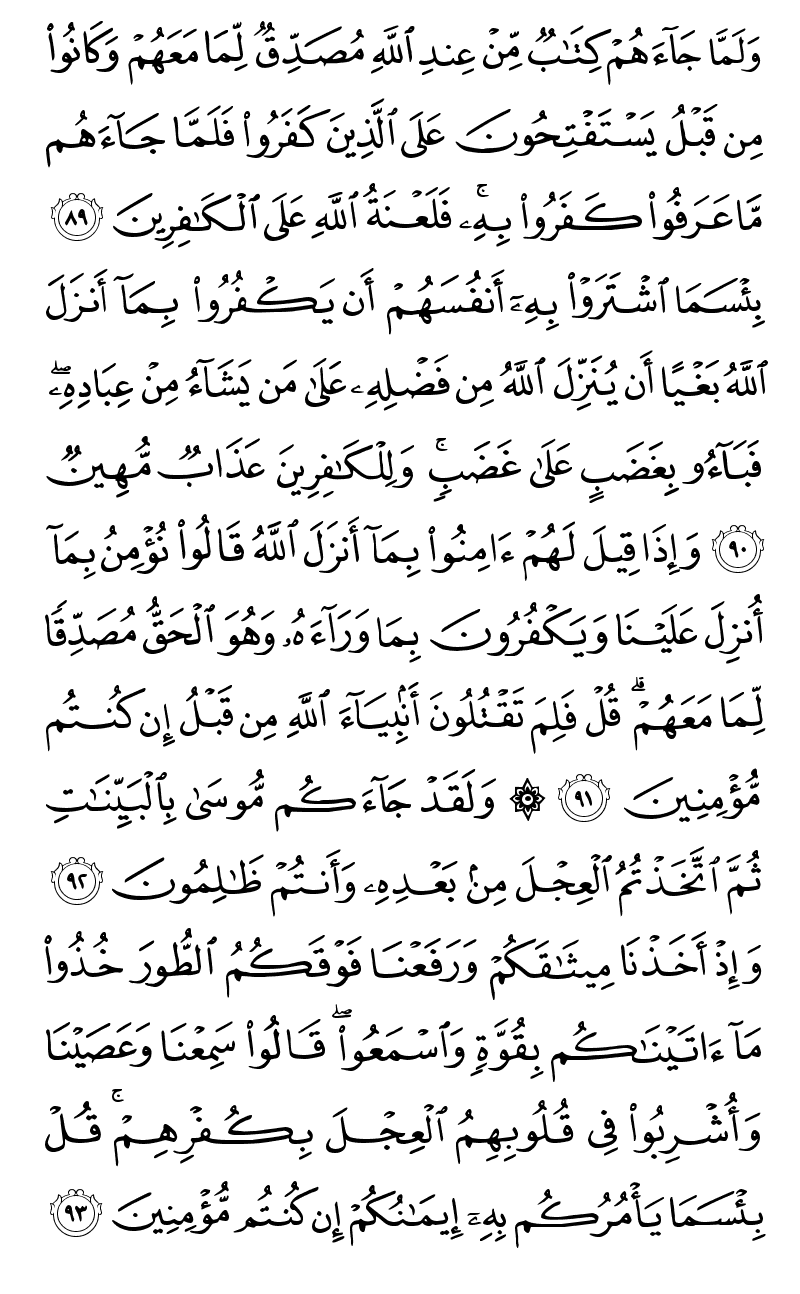 وَلَمَّا جَآءَهُمْ كِتَٰبٌ مِّنْ عِندِ ٱللَّهِ مُصَدِّقٌ لِّمَا مَعَهُمْ وَكَانُوا۟
مِن قَبْلُ يَسْتَفْتِحُونَ عَلَى ٱلَّذِينَ كَفَرُوا۟ فَلَمَّا جَآءَهُم
مَّا عَرَفُوا۟ كَفَرُوا۟ بِهِۦ ۚ فَلَعْنَةُ ٱللَّهِ عَلَى ٱلْكَٰفِرِينَ ٨٩
بِئْسَمَا ٱشْتَرَوْا۟ بِهِۦٓ أَنفُسَهُمْ أَن يَكْفُرُوا۟ بِمَآ أَنزَلَ
ٱللَّهُ بَغْيًا أَن يُنَزِّلَ ٱللَّهُ مِن فَضْلِهِۦ عَلَىٰ مَن يَشَآءُ مِنْ عِبَادِهِۦ ۖ
فَبَآءُو بِغَضَبٍ عَلَىٰ غَضَبٍ ۚ وَلِلْكَٰفِرِينَ عَذَابٌ مُّهِينٌ
٩٠ وَإِذَا قِيلَ لَهُمْ ءَامِنُوا۟ بِمَآ أَنزَلَ ٱللَّهُ قَالُوا۟ نُؤْمِنُ بِمَآ
أُنزِلَ عَلَيْنَا وَيَكْفُرُونَ بِمَا وَرَآءَهُۥ وَهُوَ ٱلْحَقُّ مُصَدِّقًا
لِّمَا مَعَهُمْ ۗ قُلْ فَلِمَ تَقْتُلُونَ أَنۢبِيَآءَ ٱللَّهِ مِن قَبْلُ إِن كُنتُم
مُّؤْمِنِينَ ٩١ ۞ وَلَقَدْ جَآءَكُم مُّوسَىٰ بِٱلْبَيِّنَٰتِ
ثُمَّ ٱتَّخَذْتُمُ ٱلْعِجْلَ مِنۢ بَعْدِهِۦ وَأَنتُمْ ظَٰلِمُونَ ٩٢
وَإِذْ أَخَذْنَا مِيثَٰقَكُمْ وَرَفَعْنَا فَوْقَكُمُ ٱلطُّورَ خُذُوا۟
مَآ ءَاتَيْنَٰكُم بِقُوَّةٍ وَٱسْمَعُوا۟ ۖ قَالُوا۟ سَمِعْنَا وَعَصَيْنَا
وَأُشْرِبُوا۟ فِى قُلُوبِهِمُ ٱلْعِجْلَ بِكُفْرِهِمْ ۚ قُلْ
بِئْسَمَا يَأْمُرُكُم بِهِۦٓ إِيمَٰنُكُمْ إِن كُنتُم مُّؤْمِنِينَ ٩٣